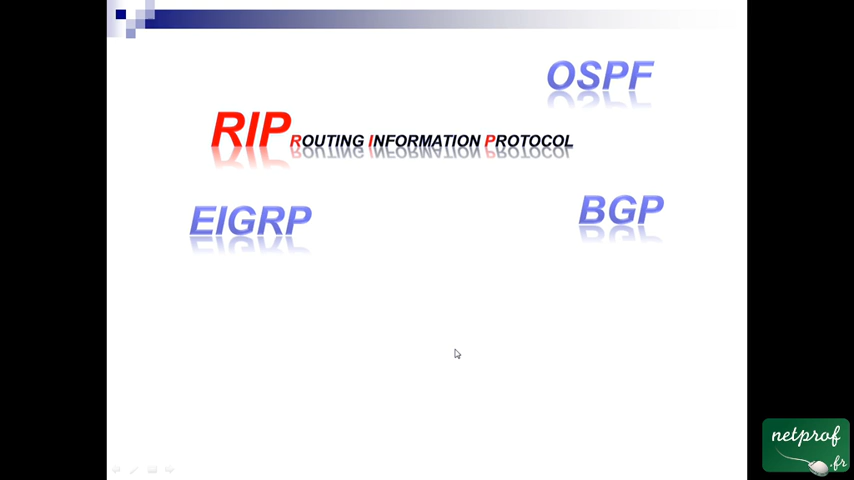 OSPF
RIP ROUTING INFORMATION PROTOCOL
EIGRP
BGP
netprof
.fr